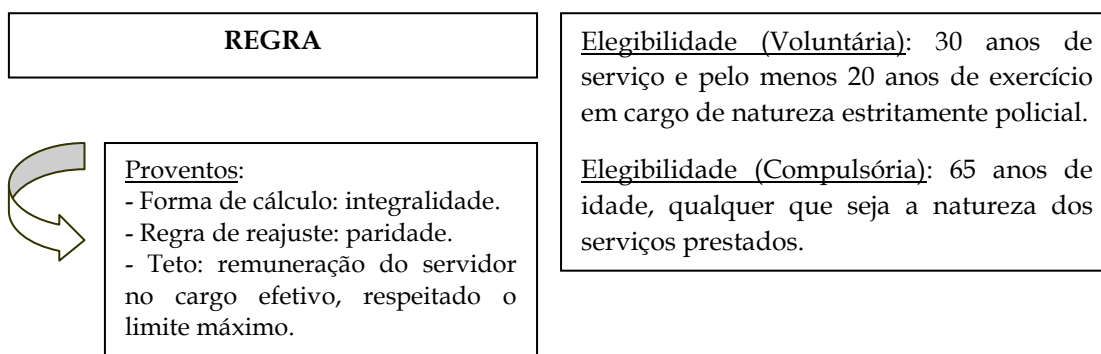 REGRA
Proventos:
- Forma de cálculo: integralidade.
- Regra de reajuste: paridade.
- Teto: remuneração do servidor
no cargo efetivo, respeitado o
limite máximo.
Elegibilidade (Voluntária): 30 anos de
serviço e pelo menos 20 anos de exercício
em cargo de natureza estritamente policial.
Elegibilidade (Compulsória): 65 anos de
idade, qualquer que seja a natureza dos
serviços prestados.